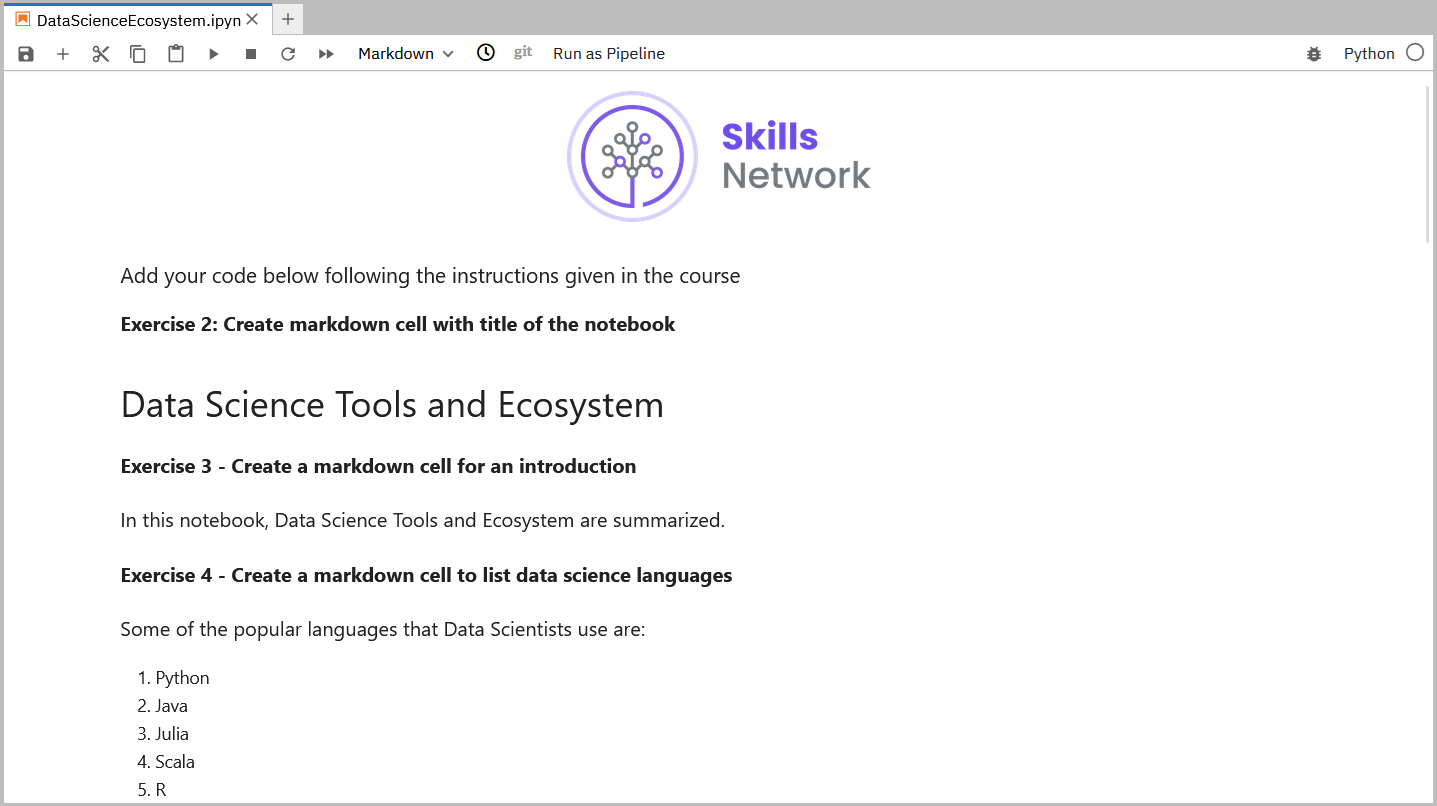 DataScienceEcosystem.ipyn
Markdown
git
Run as Pipeline
Python
Skills
Network
Add your code below following the instructions given in the course
Exercise 2: Create markdown cell with title of the notebook
Data Science Tools and Ecosystem
Exercise 3 - Create a markdown cell for an introduction
In this notebook, Data Science Tools and Ecosystem are summarized.
Exercise 4 - Create a markdown cell to list data science languages
Some of the popular languages that Data Scientists use are:
1. Python
2. Java
3. Julia
4. Scala
5. R